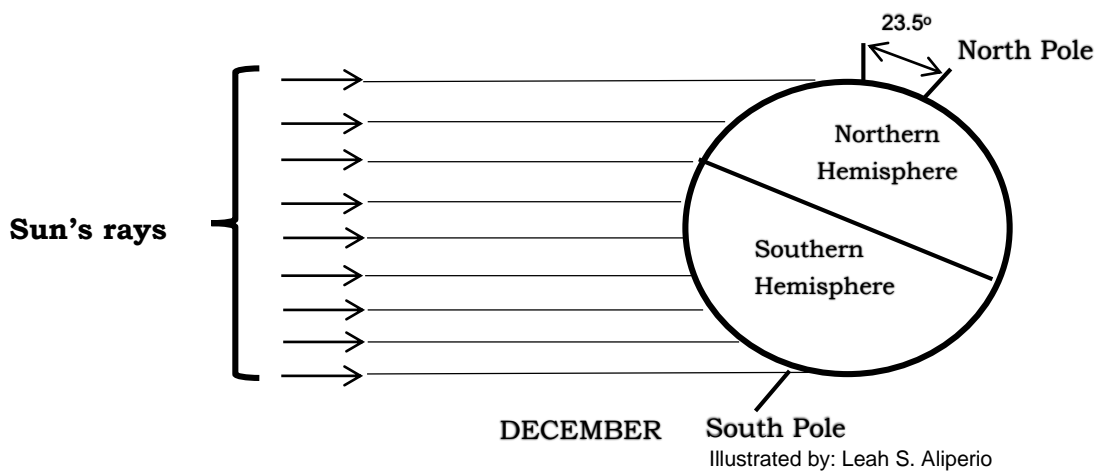 23.5º
North Pole
Northern
Hemisphere
Sun’s rays
Southern
Hemisphere
DECEMBER
South Pole
Illustrated by: Leah S. Aliperio